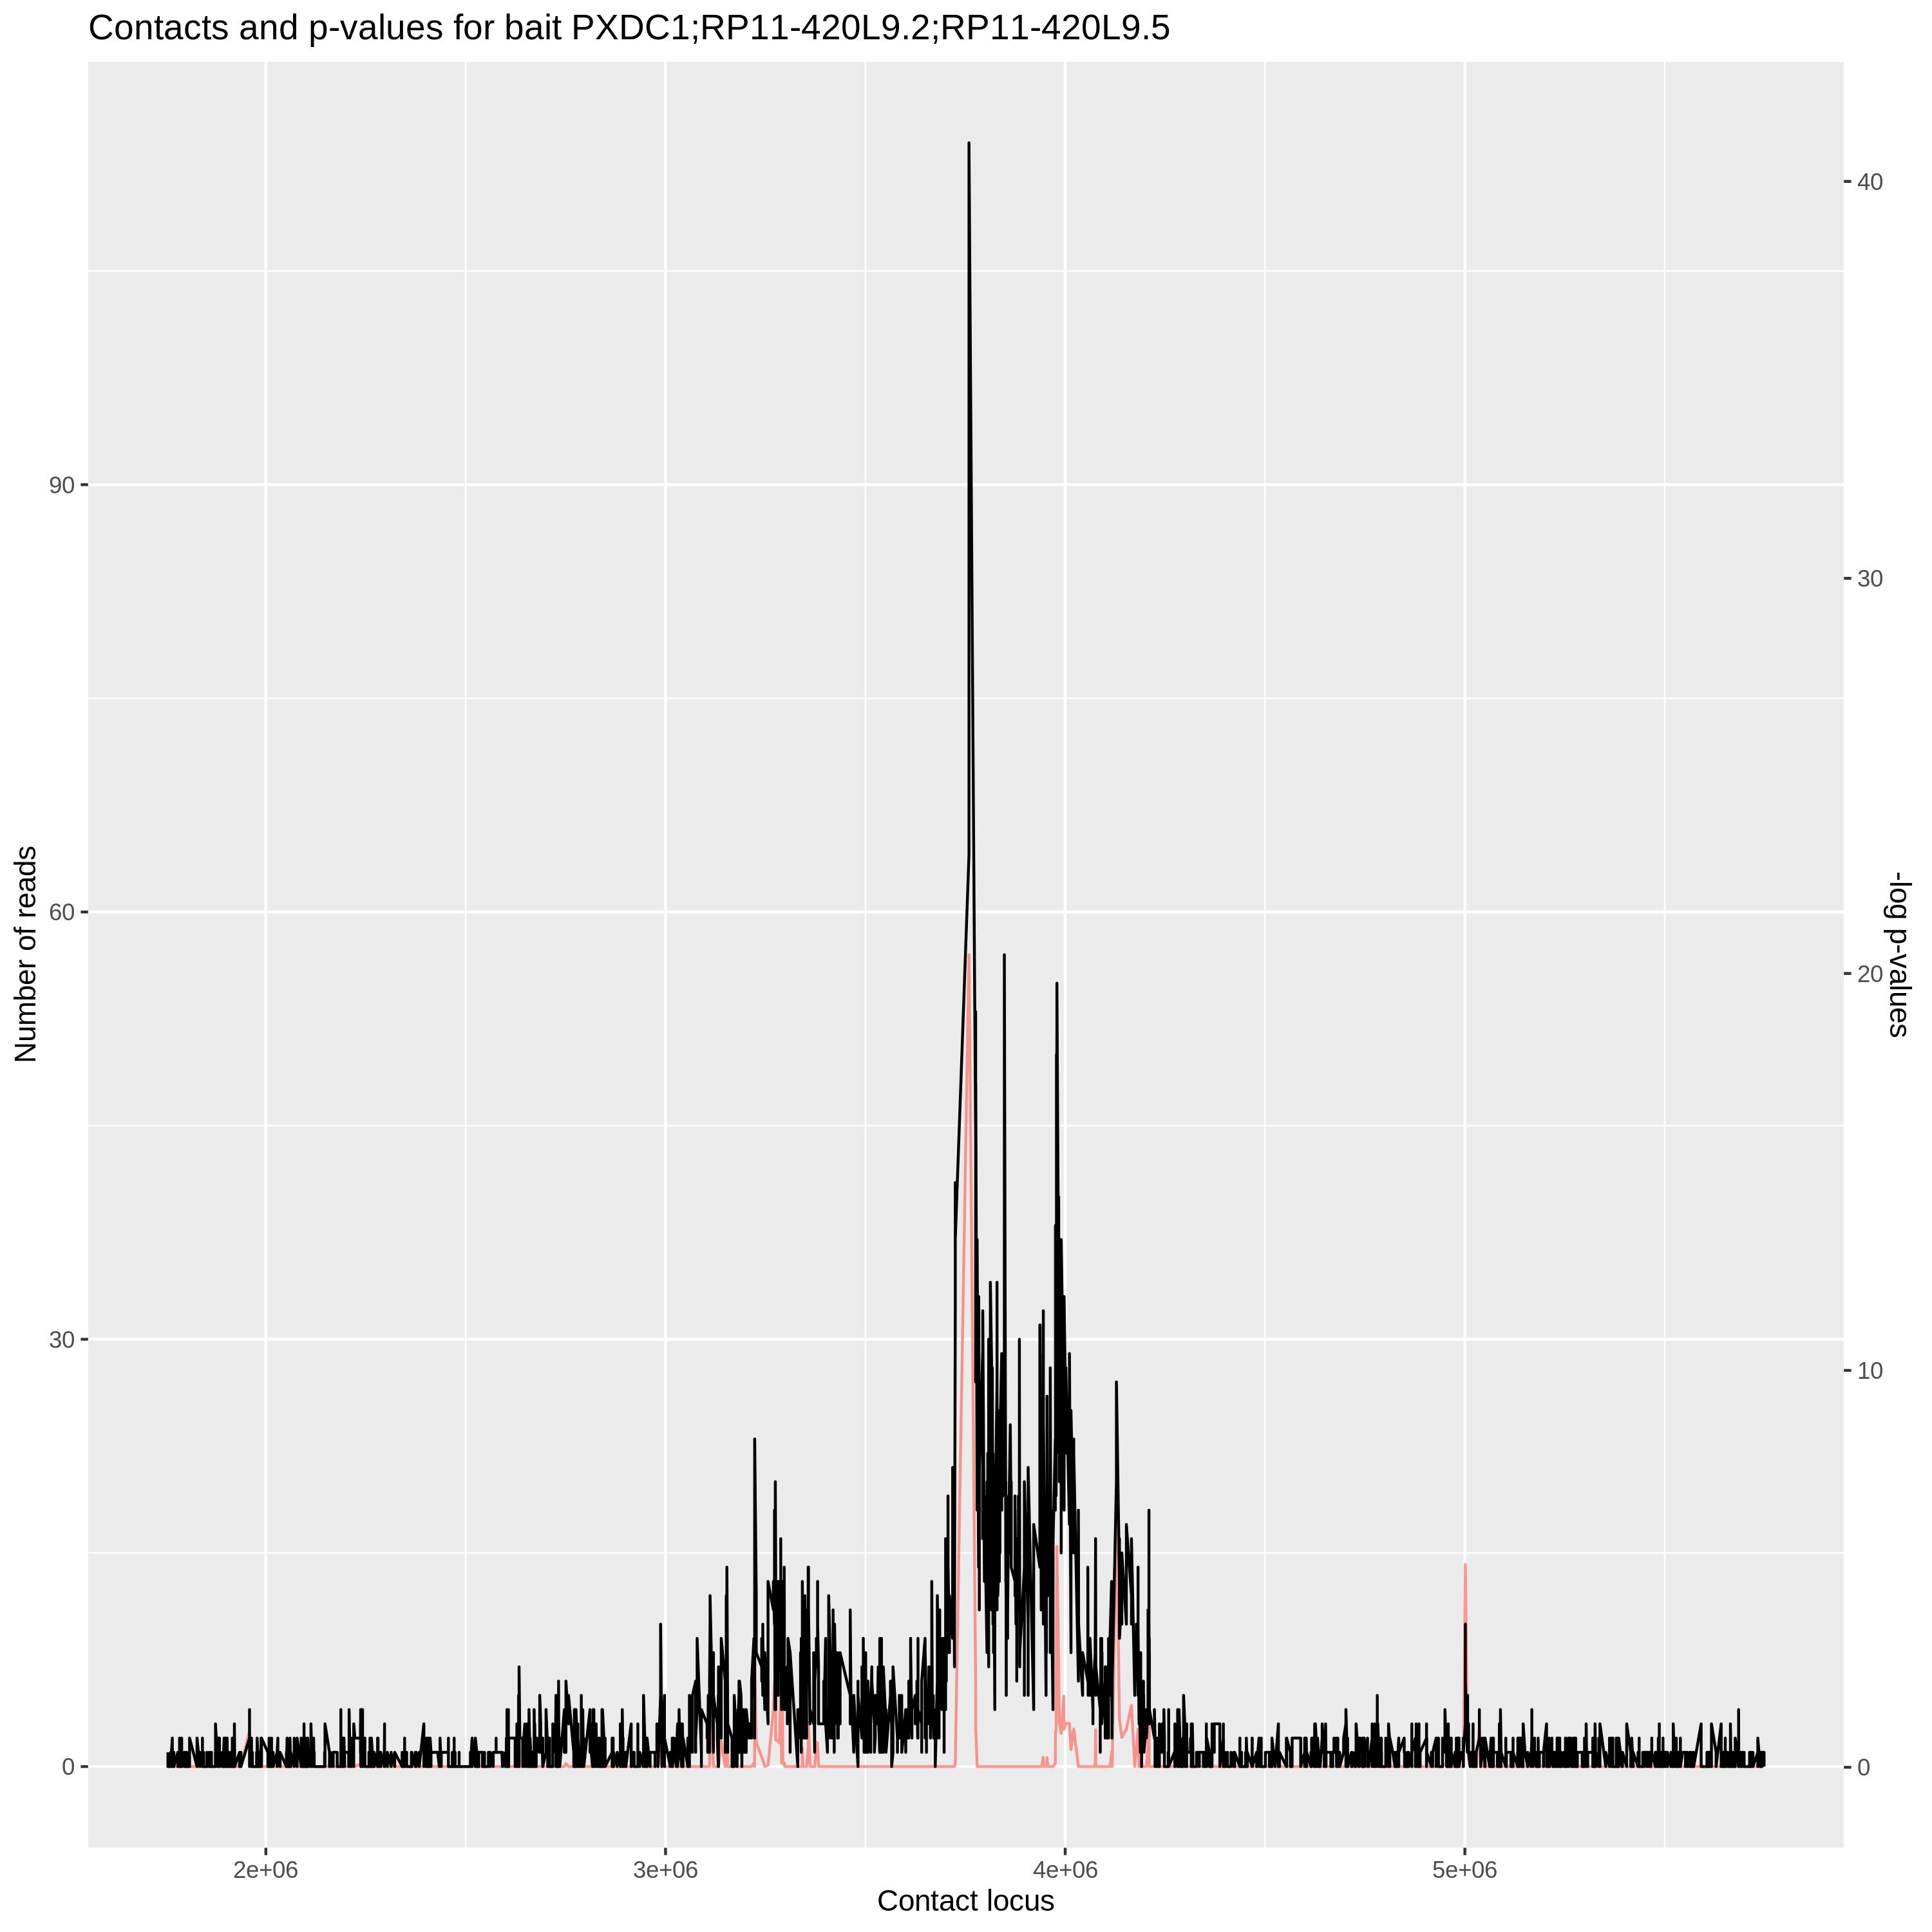 Contacts and p-values for bait PXDC1;RP11-420L9.2;RP11-420L9.5
40
90
30
Number of reads
60
20
-log p-values
30
10
0
0
2e+06
3e+06
4e+06
5e+06
Contact locus